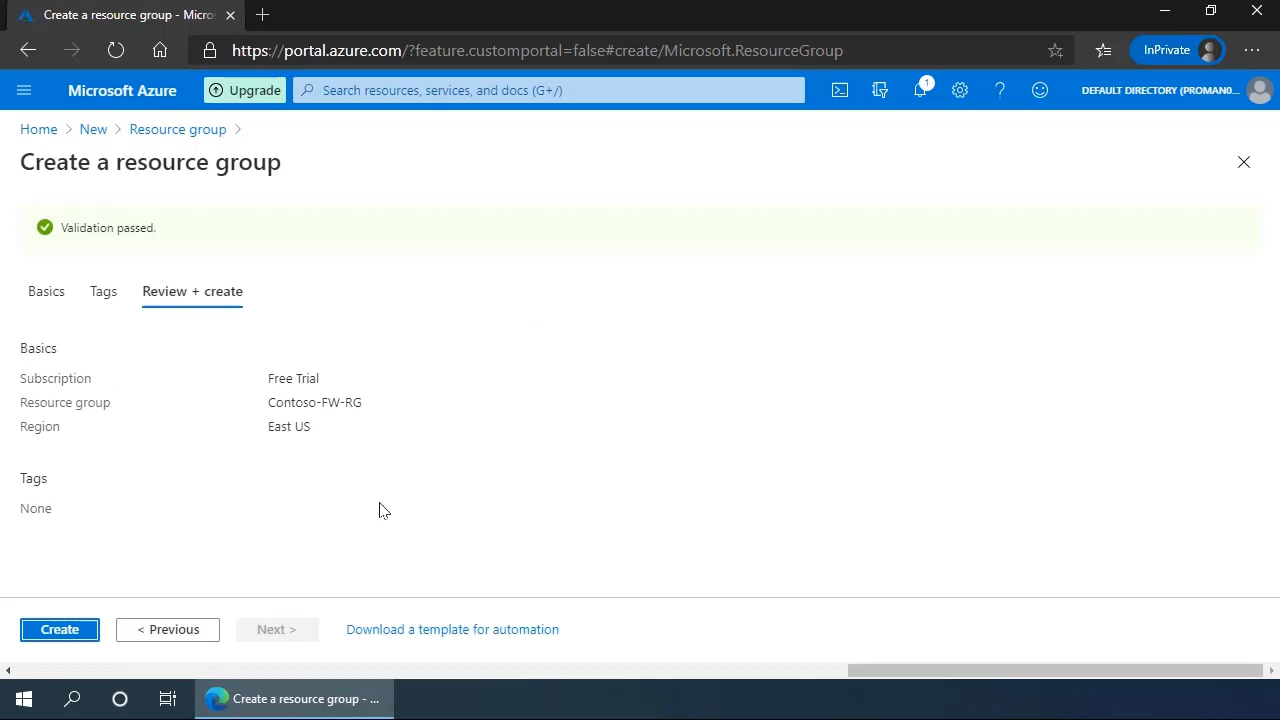 Create a resource group - Micro
https://portal.azure.com/?feature.customportal=false#create/Microsoft.ResourceGroup
InPrivate
Microsoft Azure
Upgrade
Search resources, services, and docs (G+/)
1
DEFAULT DIRECTORY (PROMAN0...
Home > New > Resource group >
Create a resource group
Validation passed.
Basics Tags Review + create
Basics
Subscription Free Trial
Resource group Contoso-FW-RG
Region East US
Tags
None
Create
< Previous
Next >
Download a template for automation
Create a resource group - ...